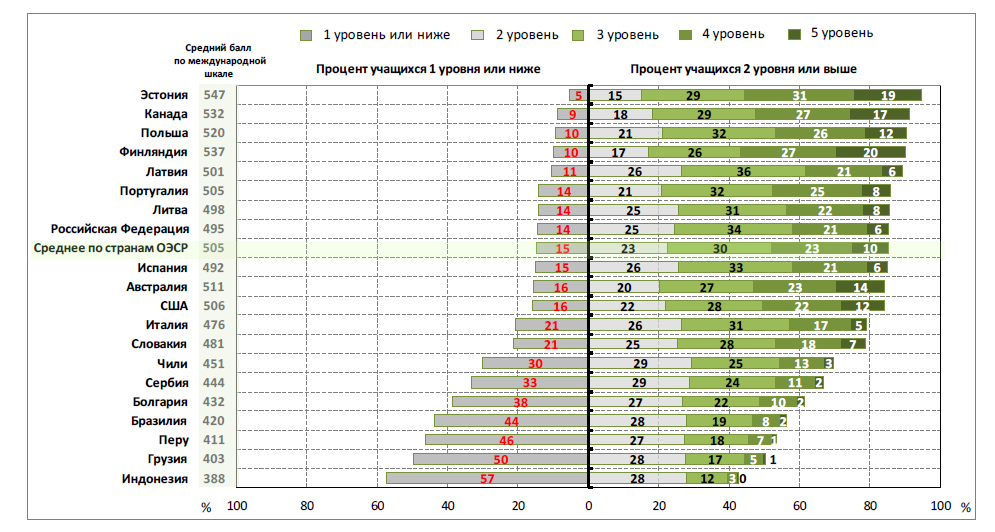 1 уровень или ниже 2 уровень 3 уровень 4 уровень 5 уровень
Средний балл
по международной
шкале
Процент учащихся 1 уровня или ниже Процент учащихся 2 уровня или выше
Эстония 547 5 15 29 31 19
Канада 532 9 18 29 27 17
Польша 520 10 21 32 26 12
Финляндия 537 10 17 26 27 20
Латвия 501 11 26 36 21 6
Португалия 505 14 21 32 25 8
Литва 498 14 25 31 22 8
Российская Федерация 495 14 25 34 21 6
Среднее по странам ОЭСР 505 15 23 30 23 10
Испания 492 15 26 33 21 6
Австралия 511 16 20 27 23 14
США 506 16 22 28 22 12
Италия 476 21 26 31 17 5
Словакия 481 21 25 28 18 7
Чили 451 30 29 25 13 3
Сербия 444 33 29 24 11 2
Болгария 432 38 27 22 10 2
Бразилия 420 44 28 19 8 2
Перу 411 46 27 18 7 1
Грузия 403 50 28 17 5 1
Индонезия 388 57 28 12 3 0
% 100 80 60 40 20 0 20 40 60 80 100 %